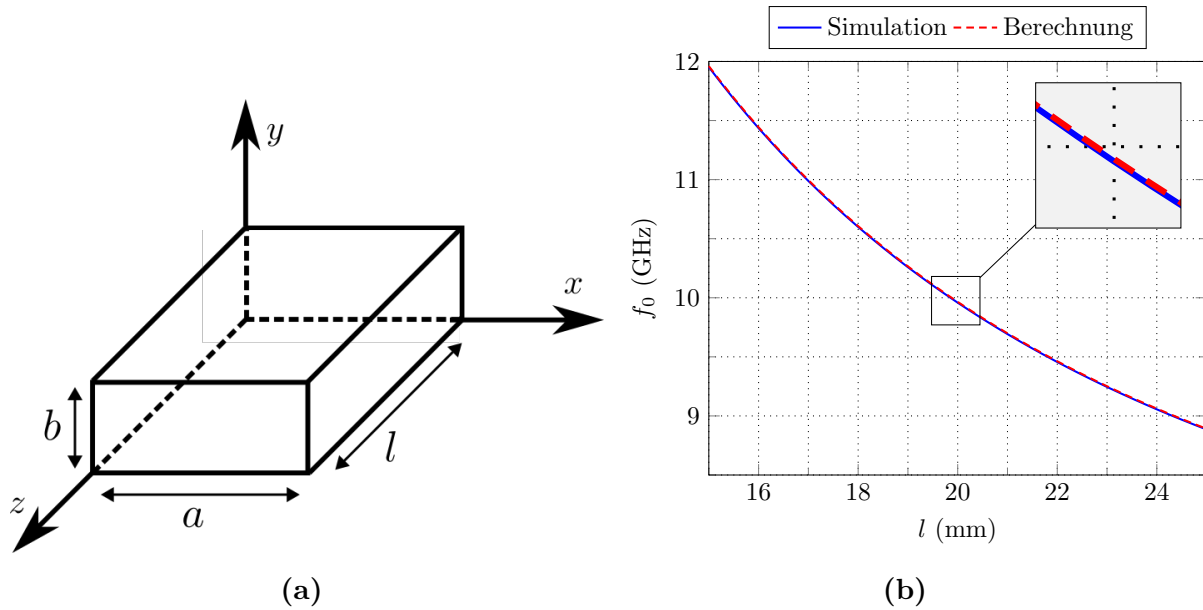 Simulation Berechnung
y
x
z
b
a
l
(a)
f₀ (GHz)
12
11
10
9
16 18 20 22 24
l (mm)
(b)